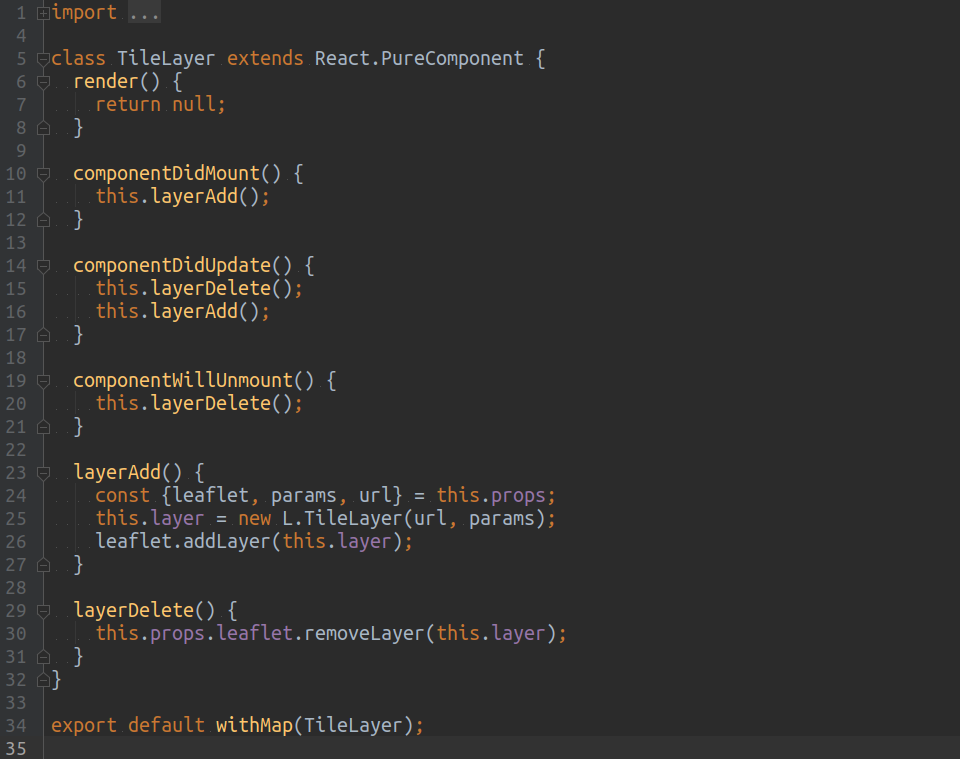 1 import ...
4
5 class TileLayer extends React.PureComponent {
6   render() {
7     return null;
8   }
9
10   componentDidMount() {
11     this.layerAdd();
12   }
13
14   componentDidUpdate() {
15     this.layerDelete();
16     this.layerAdd();
17   }
18
19   componentWillUnmount() {
20     this.layerDelete();
21   }
22
23   layerAdd() {
24     const {leaflet, params, url} = this.props;
25     this.layer = new L.TileLayer(url, params);
26     leaflet.addLayer(this.layer);
27   }
28
29   layerDelete() {
30     this.props.leaflet.removeLayer(this.layer);
31   }
32 }
33
34 export default withMap(TileLayer);
35